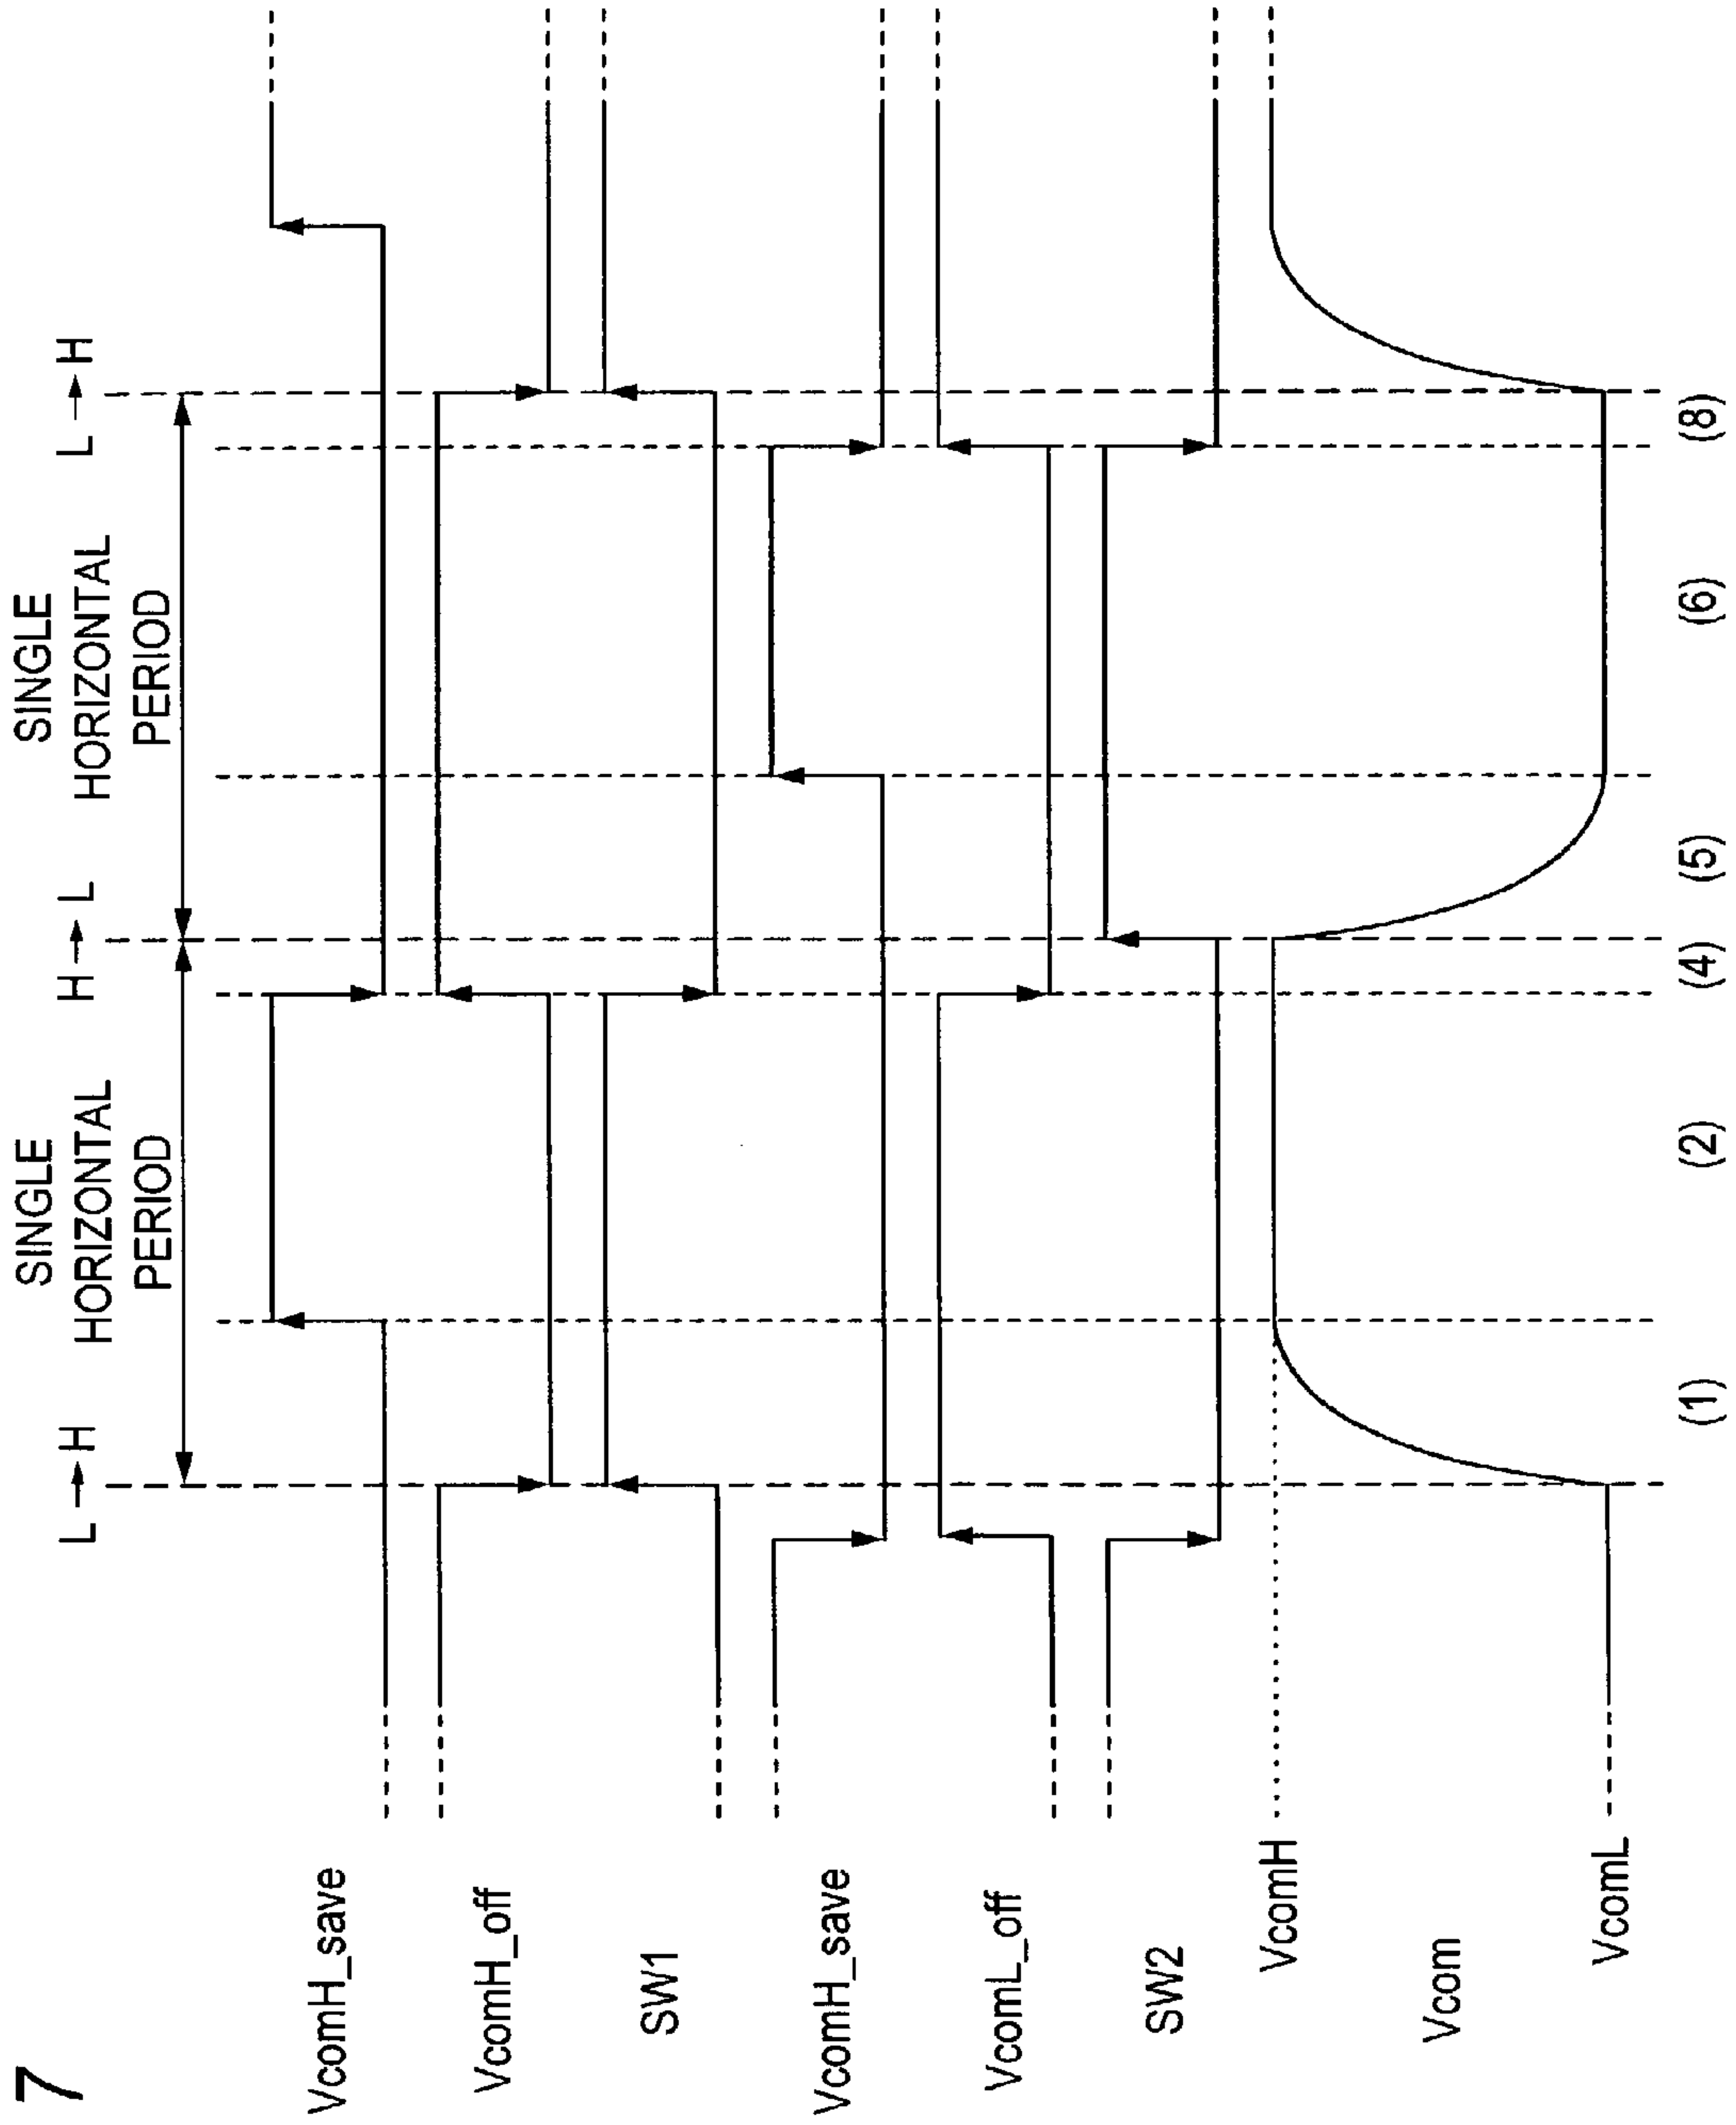 7
L→H
SINGLE
HORIZONTAL
PERIOD
H→L
SINGLE
HORIZONTAL
PERIOD
L→H
VcomH_save
VcomH_off
SW1
VcomH_save
VcomL_off
SW2
VcomH
Vcom
VcomL
(1) (2) (4) (5) (6) (8)